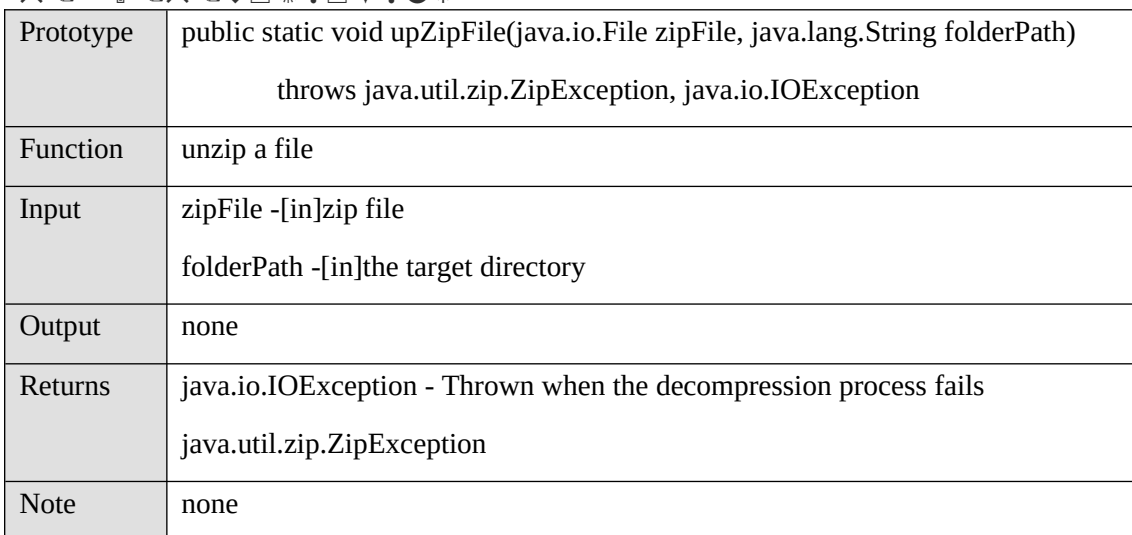 Prototype public static void upZipFile(java.io.File zipFile, java.lang.String folderPath)
throws java.util.zip.ZipException, java.io.IOException
Function unzip a file
Input zipFile -[in]zip file
folderPath -[in]the target directory
Output none
Returns java.io.IOException - Thrown when the decompression process fails
java.util.zip.ZipException
Note none